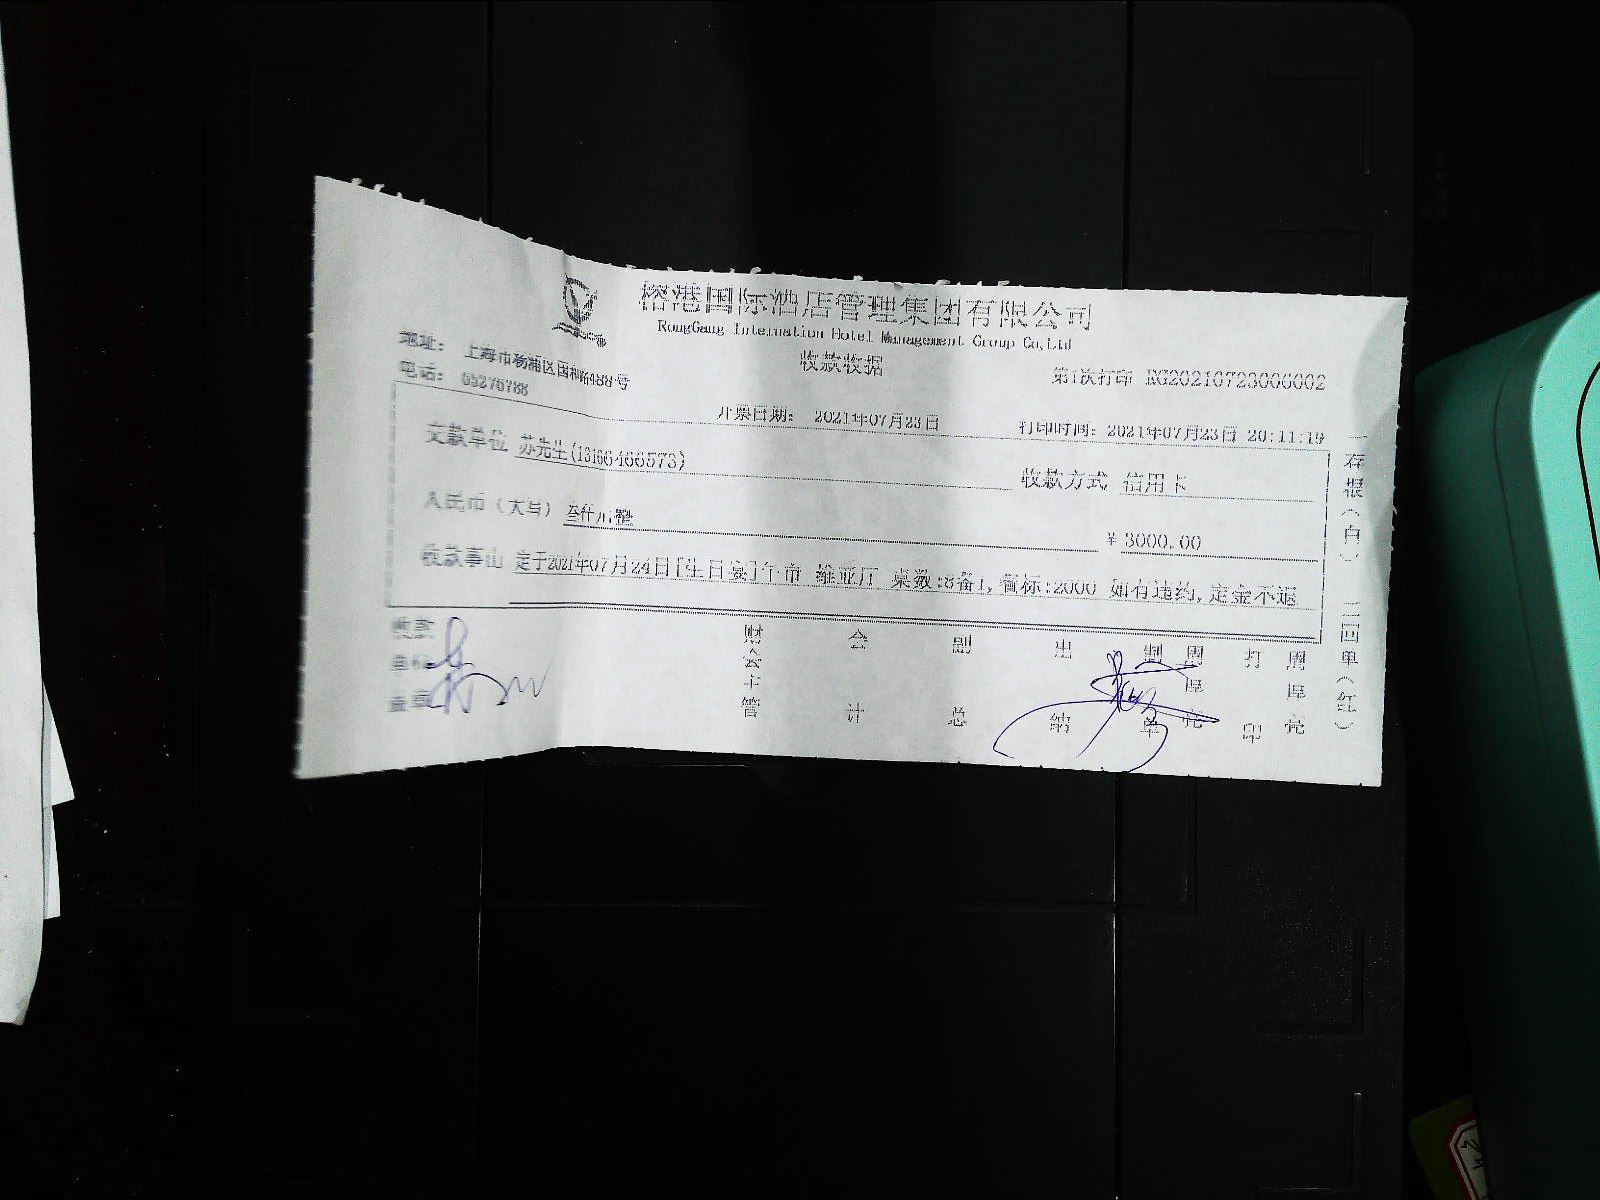 榕港国际酒店管理集团有限公司
RongGang Internation Hotel Management Group Co,Ltd
地址： 上海市杨浦区国和路488号
收款收据
电话： 65276788
第1次打印 RG20210723000002
开票日期： 2021年07月23日
打印时间：2021年07月23日 20:11:19
交款单位 苏先生(13166466573)
收款方式 信用卡
人民币（大写） 叁仟元整
￥3000.00
收款事由 定于2021年07月24日[生日宴]午市 维亚厅 桌数:8备1,餐标:2000 如有违约,定金不返
一存根（白） 二回单（红）
收款单位盖章
财会主管
会计
副总
出纳
制单
周
打印
周